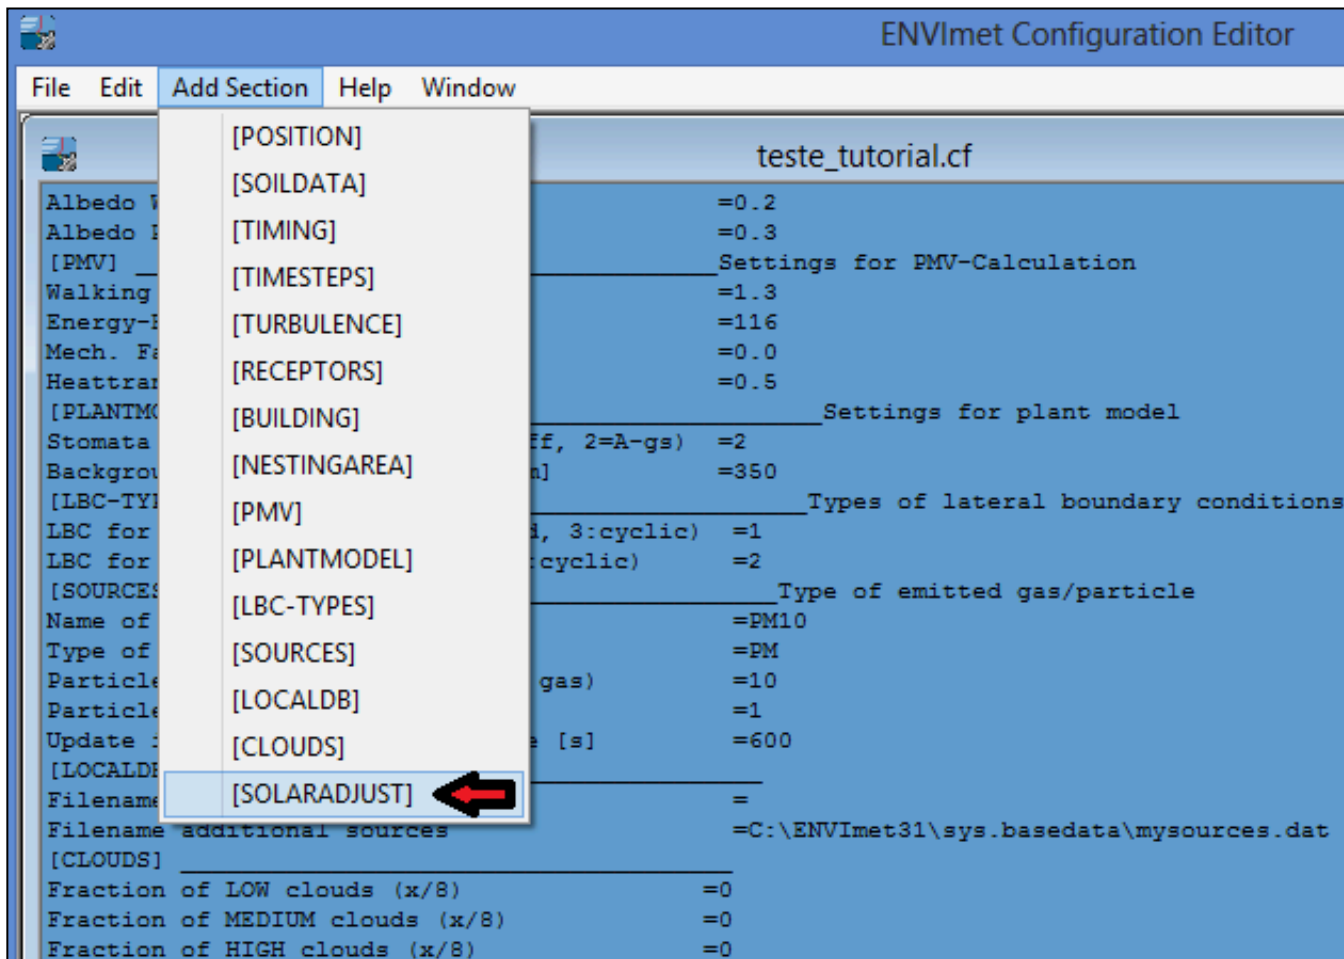 ENVImet Configuration Editor
File Edit Add Section Help Window
[POSITION]
[SOILDATA]
[TIMING]
[TIMESTEPS]
[TURBULENCE]
[RECEPTORS]
[BUILDING]
[NESTINGAREA]
[PMV]
[PLANTMODEL]
[LBC-TYPES]
[SOURCES]
[LOCALDB]
[CLOUDS]
[SOLARADJUST]
teste_tutorial.cf
Albedo =0.2
Albedo =0.3
[PMV] Settings for PMV-Calculation
Walking =1.3
=116
Mech. =0.0
=0.5
Settings for plant model
Stomata 2=A-gs) =2
=350
Types of lateral boundary conditions
LBC for 3:cyclic) =1
LBC for cyclic) =2
Type of emitted gas/particle
Name of =PM10
Type of =PM
gas) =10
=1
Update [s] =600
Filename =
Filename additional sources =C:\ENVImet31\sys.basedata\mysources.dat
[CLOUDS]
Fraction of LOW clouds (x/8) =0
Fraction of MEDIUM clouds (x/8) =0
Fraction of HIGH clouds (x/8) =0